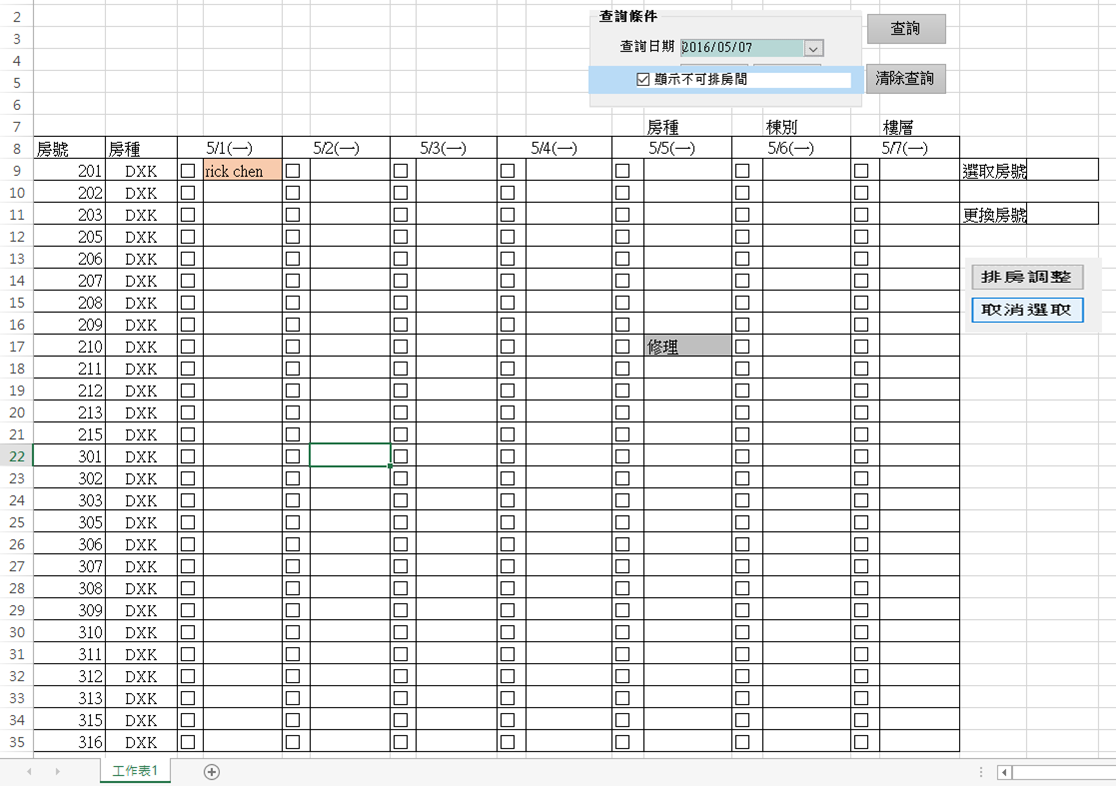 2
查詢條件
查詢
3
查詢日期 2016/05/07
4
5
顯示不可排房間
清除查詢
6
7 房種 棟別 樓層
8 房號 房種 5/1(一) 5/2(一) 5/3(一) 5/4(一) 5/5(一) 5/6(一) 5/7(一)
9 201 DXK rick chen 選取房號
10 202 DXK
11 203 DXK 更換房號
12 205 DXK
13 206 DXK
14 207 DXK 排房調整
15 208 DXK 取消選取
16 209 DXK
17 210 DXK 修理
18 211 DXK
19 212 DXK
20 213 DXK
21 215 DXK
22 301 DXK
23 302 DXK
24 303 DXK
25 305 DXK
26 306 DXK
27 307 DXK
28 308 DXK
29 309 DXK
30 310 DXK
31 311 DXK
32 312 DXK
33 313 DXK
34 315 DXK
35 316 DXK
工作表1